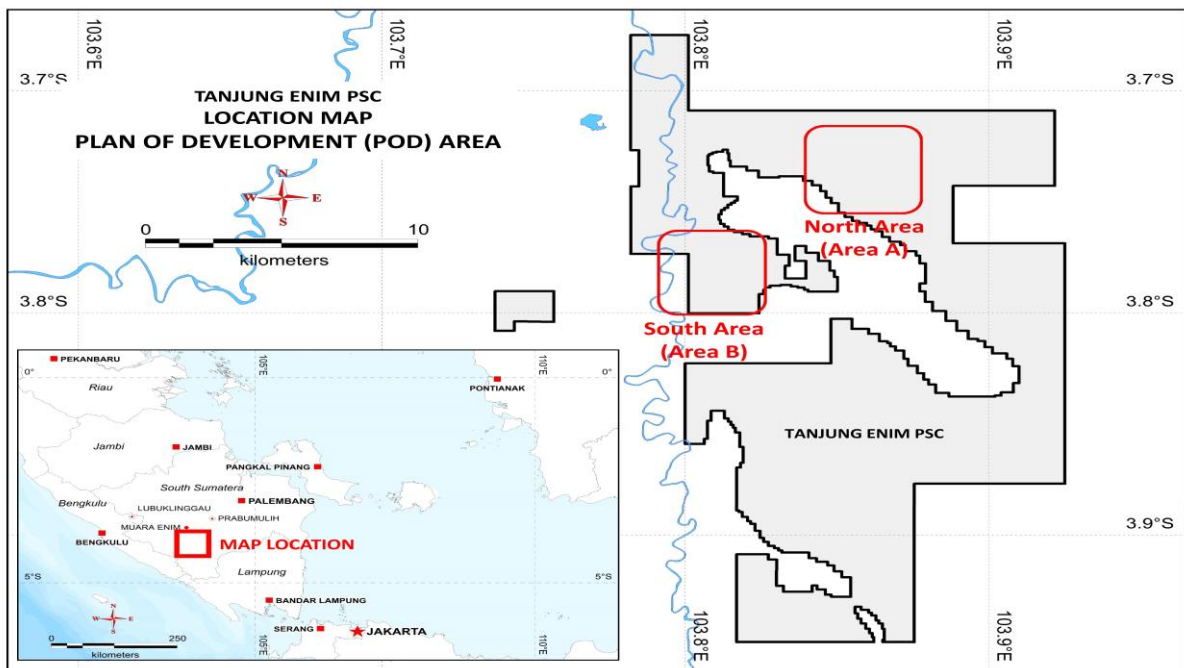 103.6°E
103.7°E
103.8°E
103.9°E
3.7°S
3.7°S
TANJUNG ENIM PSC
LOCATION MAP
PLAN OF DEVELOPMENT (POD) AREA
N
W
E
S
0
10
kilometers
North Area
(Area A)
3.8°S
3.8°S
South Area
(Area B)
TANJUNG ENIM PSC
3.9°S
103.8°E
103.9°E
PEKANBARU
Riau
105°E
110°E
0°
0°
PONTIANAK
Jambi
JAMBI
PANGKAL PINANG
South Sumatera
Bengkulu
LUBUKLINGGAU
PALEMBANG
PRABUMULIH
MUARA ENIM
BENGKULU
MAP LOCATION
Lampung
5°S
5°S
BANDAR LAMPUNG
SERANG
JAKARTA
N
W
E
S
0
250
kilometers
105°E
110°E